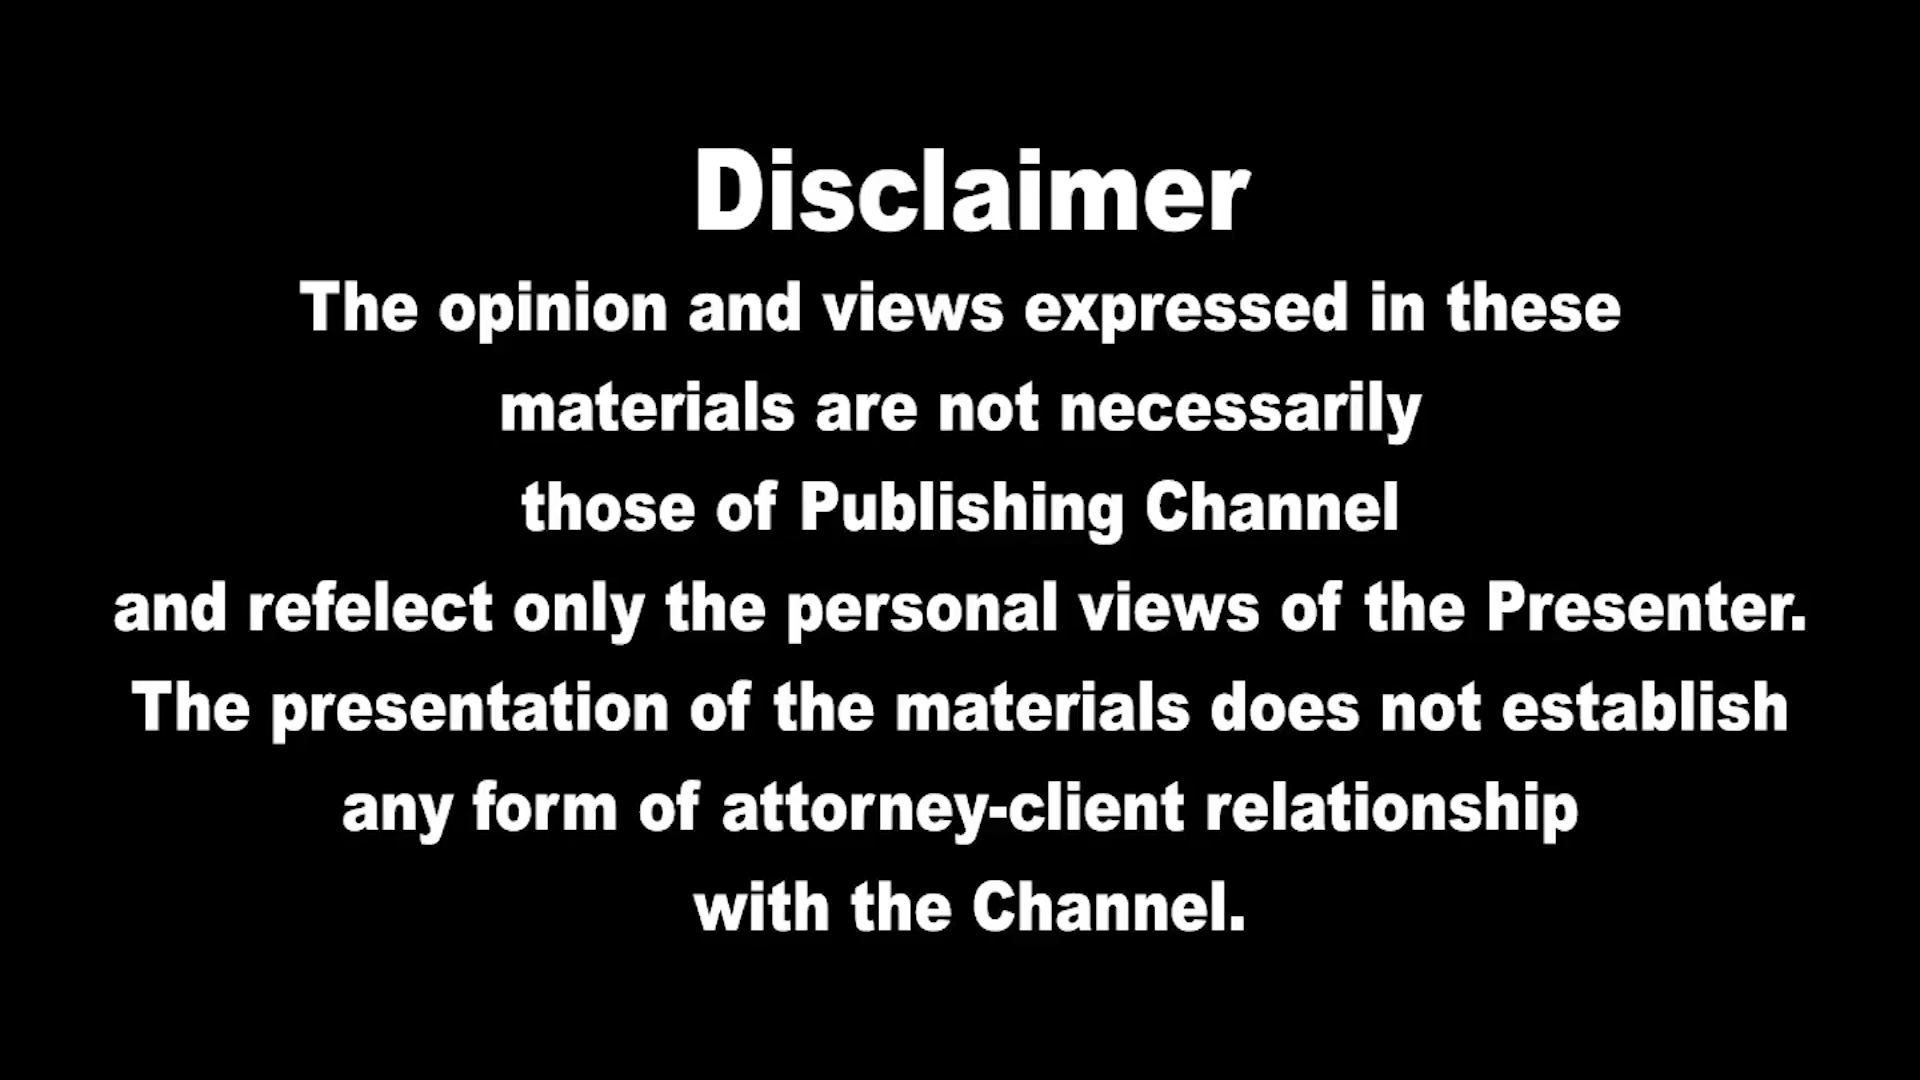 Disclaimer
The opinion and views expressed in these
materials are not necessarily
those of Publishing Channel
and refelect only the personal views of the Presenter.
The presentation of the materials does not establish
any form of attorney-client relationship
with the Channel.